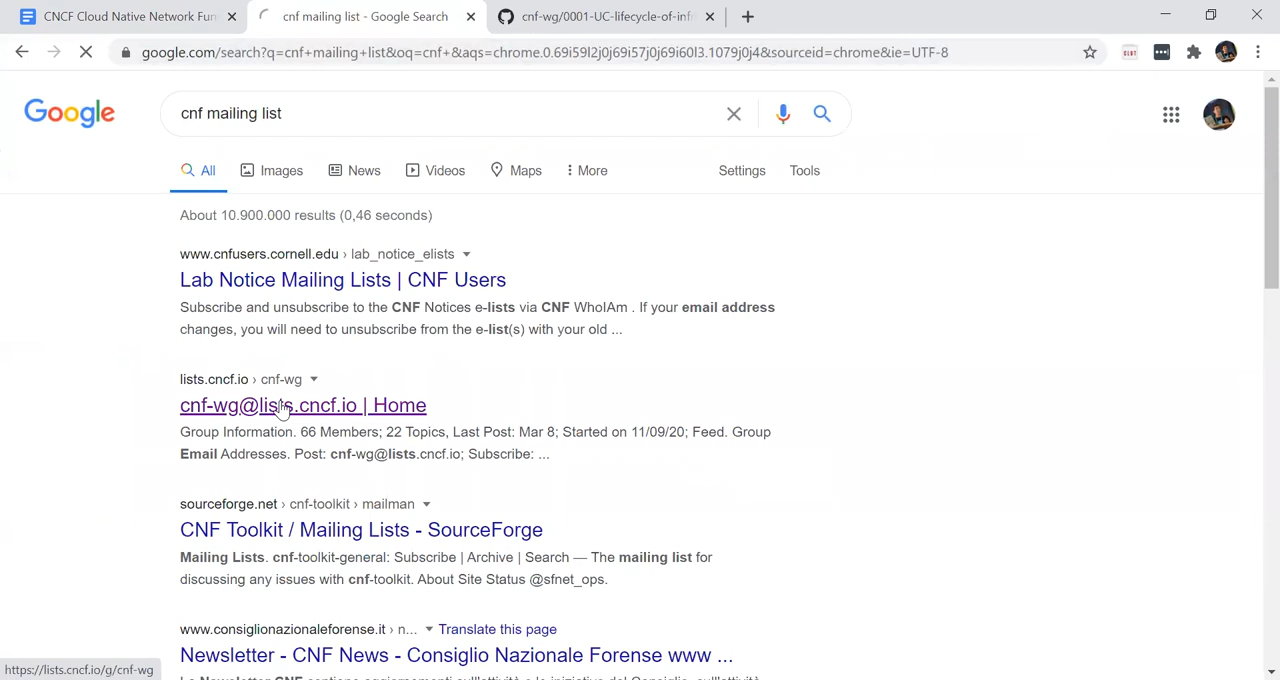 CNCF Cloud Native Network Fun
cnf mailing list - Google Search
cnf-wg/0001-UC-lifecycle-of-infr
google.com/search?q=cnf+mailing+list&oq=cnf+&aqs=chrome.0.69i59l2j0j69i57j0j69i60l3.1079j0j4&sourceid=chrome&ie=UTF-8
Google
cnf mailing list
All Images News Videos Maps More Settings Tools
About 10.900.000 results (0,46 seconds)
www.cnfusers.cornell.edu › lab_notice_elists
Lab Notice Mailing Lists | CNF Users
Subscribe and unsubscribe to the CNF Notices e-lists via CNF WhoIAm . If your email address
changes, you will need to unsubscribe from the e-list(s) with your old ...
lists.cncf.io › cnf-wg
cnf-wg@lists.cncf.io | Home
Group Information. 66 Members; 22 Topics, Last Post: Mar 8; Started on 11/09/20; Feed. Group
Email Addresses. Post: cnf-wg@lists.cncf.io; Subscribe: ...
sourceforge.net › cnf-toolkit › mailman
CNF Toolkit / Mailing Lists - SourceForge
Mailing Lists. cnf-toolkit-general: Subscribe | Archive | Search — The mailing list for
discussing any issues with cnf-toolkit. About Site Status @sfnet_ops.
www.consiglionazionaleforense.it › n... Translate this page
Newsletter - CNF News - Consiglio Nazionale Forense www ...
https://lists.cncf.io/g/cnf-wg